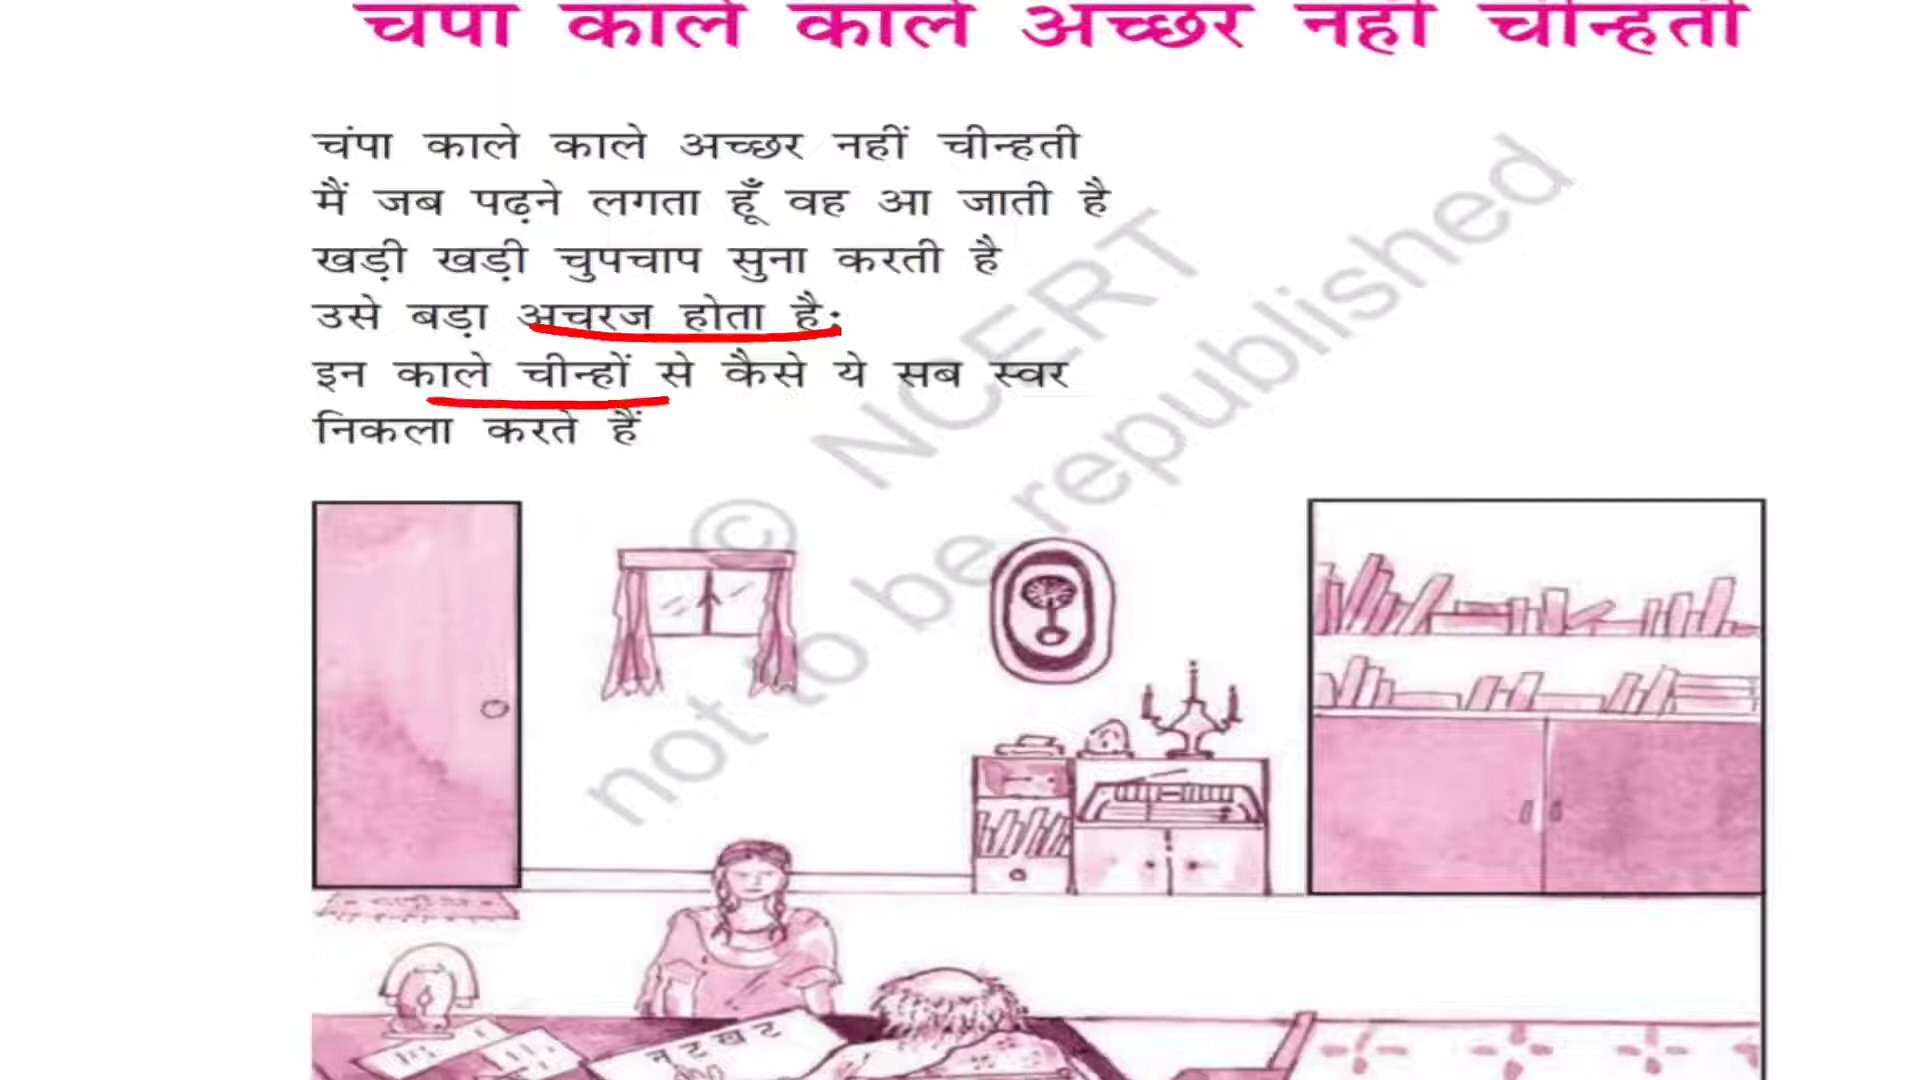 चंपा काले काले अच्छर नहीं चीन्हती
चंपा काले काले अच्छर नहीं चीन्हती
मैं जब पढ़ने लगता हूँ वह आ जाती है
खड़ी खड़ी चुपचाप सुना करती है
उसे बड़ा अचरज होता है:
इन काले चीन्हों से कैसे ये सब स्वर
निकला करते हैं
© NCERT
not to be republished